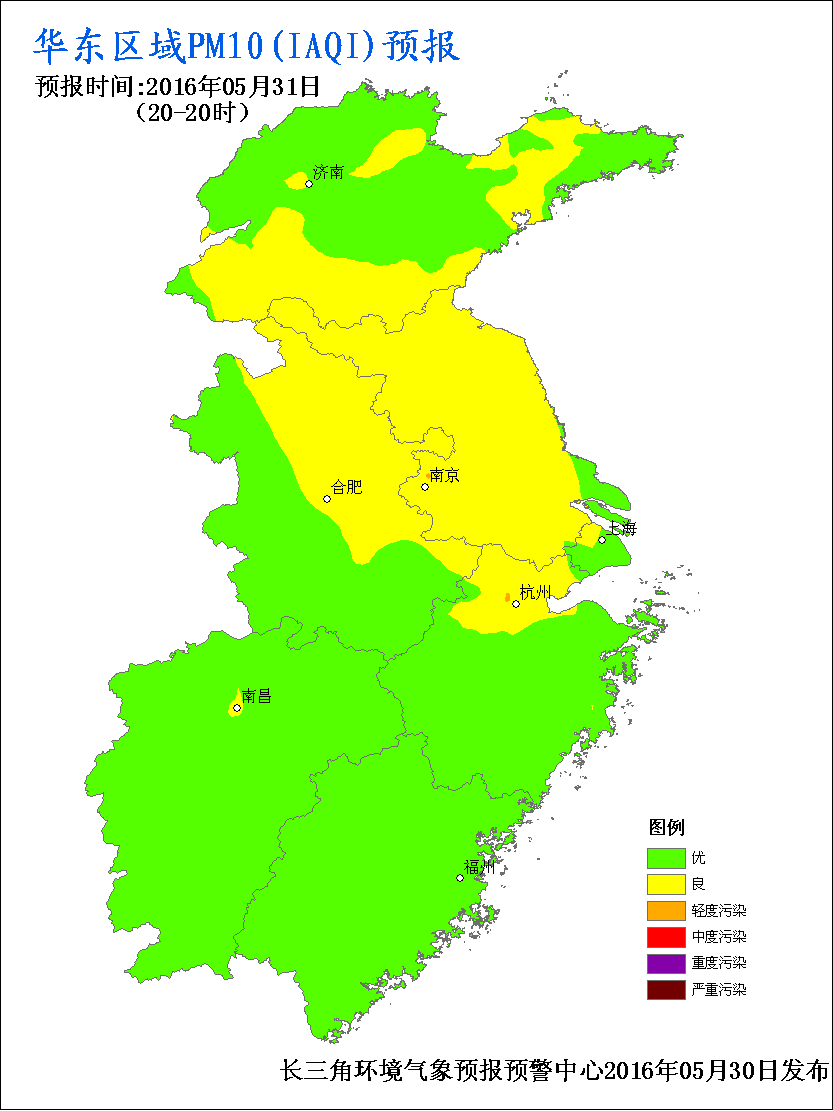 华东区域PM10(IAQI)预报
预报时间:2016年05月31日
(20-20时)
济南
合肥
南京
上海
杭州
南昌
福州
图例
优
良
轻度污染
中度污染
重度污染
严重污染
长三角环境气象预报预警中心2016年05月30日发布